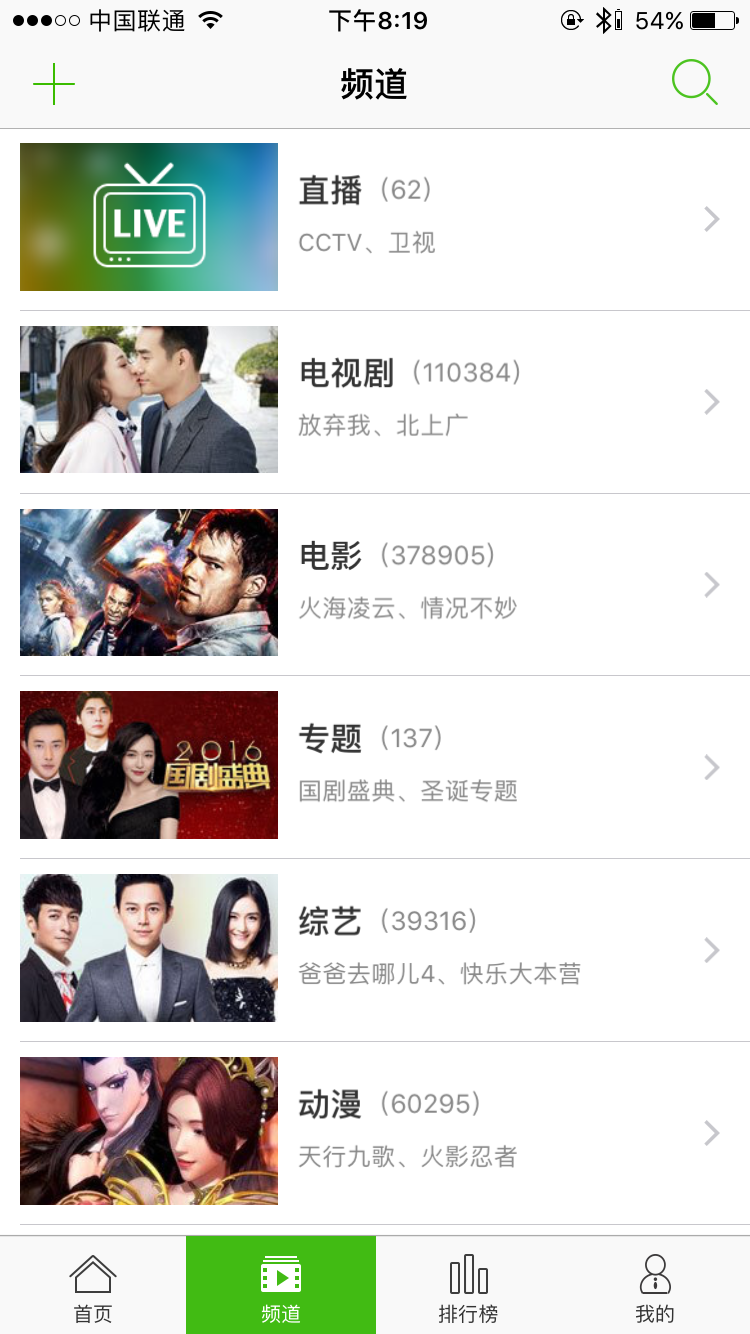 中国联通 下午8:19 54%
频道
LIVE
直播（62）
CCTV、卫视
电视剧（110384）
放弃我、北上广
电影（378905）
火海凌云、情况不妙
2016
国剧盛典
专题（137）
国剧盛典、圣诞专题
综艺（39316）
爸爸去哪儿4、快乐大本营
动漫（60295）
天行九歌、火影忍者
首页 频道 排行榜 我的